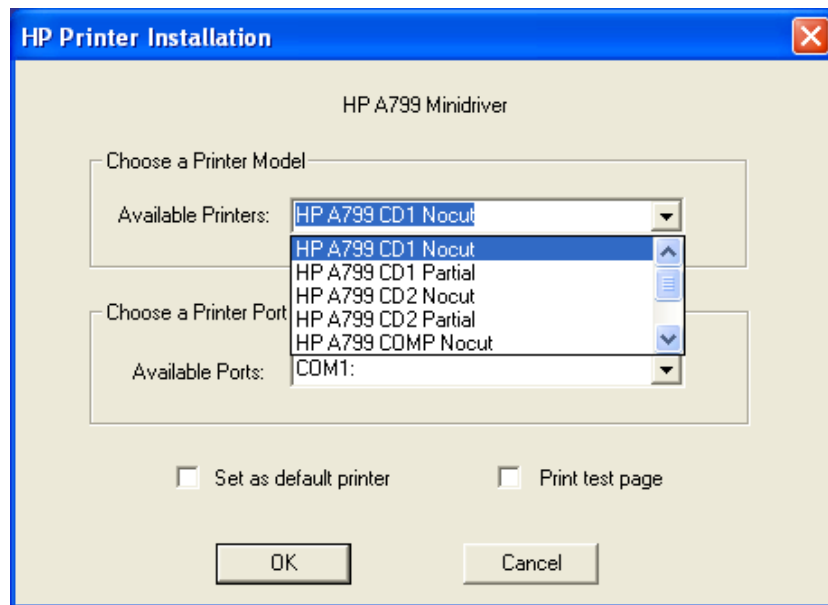 HP Printer Installation
HP A799 Minidriver
Choose a Printer Model
Available Printers: HP A799 CD1 Nocut
HP A799 CD1 Nocut
HP A799 CD1 Partial
HP A799 CD2 Nocut
HP A799 CD2 Partial
HP A799 COMP Nocut
Choose a Printer Port
Available Ports: COM1:
Set as default printer Print test page
OK Cancel